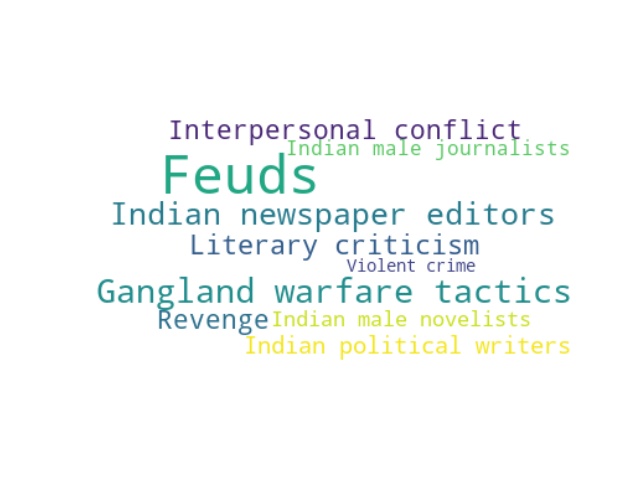 Interpersonal conflict
Indian male journalists
Feuds
Indian newspaper editors
Literary criticism
Violent crime
Gangland warfare tactics
Revenge
Indian male novelists
Indian political writers